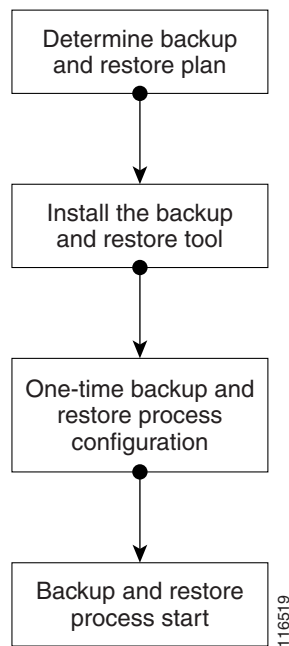 Determine backup
and restore plan
Install the backup
and restore tool
One-time backup and
restore process
configuration
Backup and restore
process start
116519